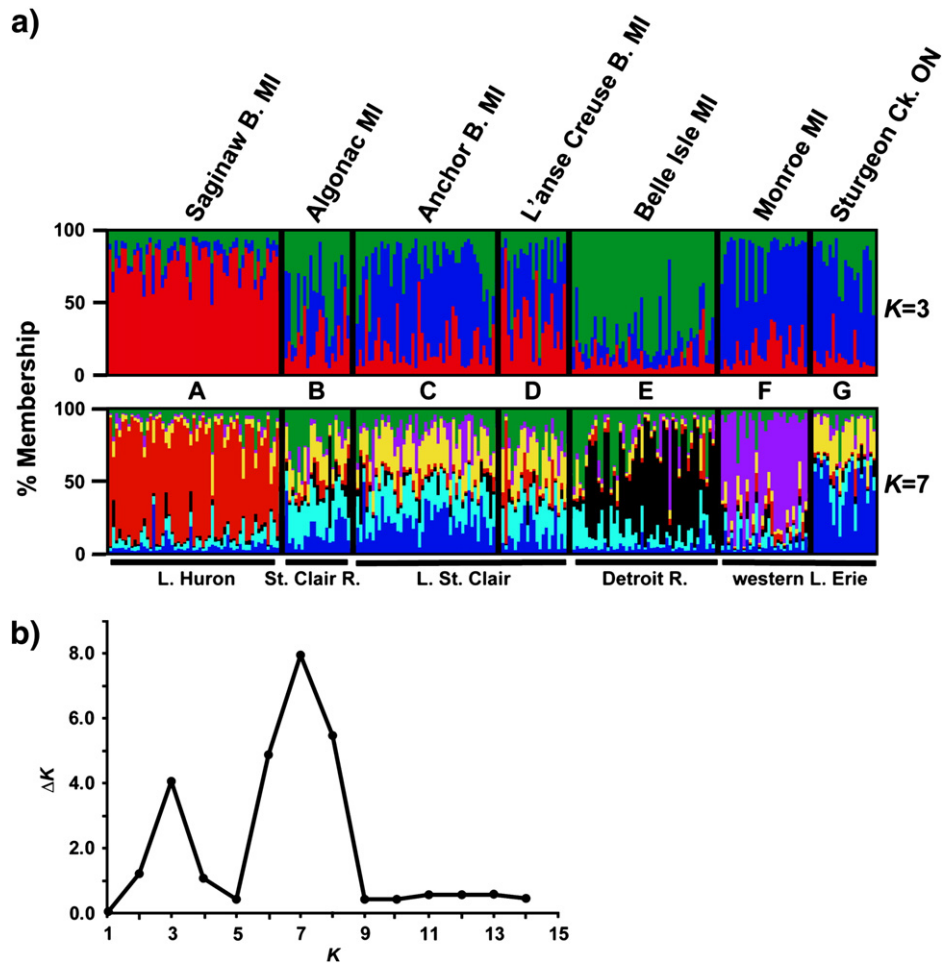 a)
Saginaw B. MI
Algonac MI
Anchor B. MI
L'anse Creuse B. MI
Belle Isle MI
Monroe MI
Sturgeon Ck. ON
% Membership
100
50
0
K=3
A B C D E F G
100
50
0
K=7
L. Huron St. Clair R. L. St. Clair Detroit R. western L. Erie
b)
ΔK
8.0
6.0
4.0
2.0
0.0
1 3 5 7 9 11 13 15
K